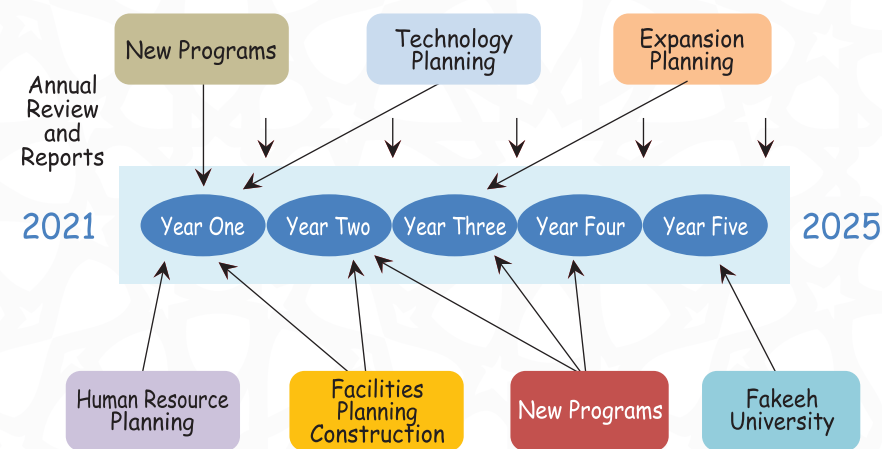 New Programs
Technology
Planning
Expansion
Planning
Annual
Review
and
Reports
2021
Year One
Year Two
Year Three
Year Four
Year Five
2025
Human Resource
Planning
Facilities
Planning
Construction
New Programs
Fakeeh
University